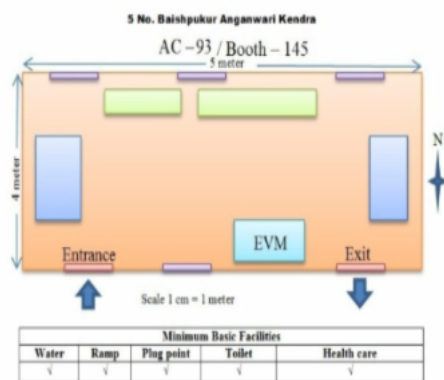 5 No. Baishpukur Anganwari Kendra
AC – 93 / Booth – 145
5 meter
4 meter
N
EVM
Entrance
Exit
Scale 1 cm = 1 meter
Minimum Basic Facilities
Water Ramp Plug point Toilet Health care
√ √ √ √ √